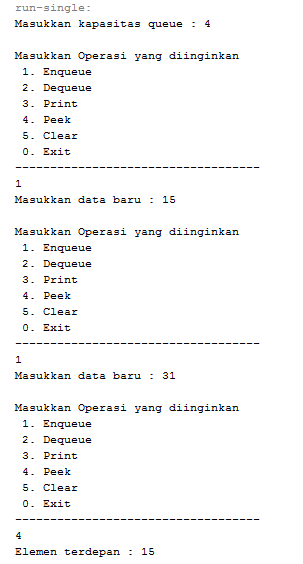 run-single:
Masukkan kapasitas queue : 4
Masukkan Operasi yang diinginkan
1. Enqueue
2. Dequeue
3. Print
4. Peek
5. Clear
0. Exit
-----------------------------------
1
Masukkan data baru : 15
Masukkan Operasi yang diinginkan
1. Enqueue
2. Dequeue
3. Print
4. Peek
5. Clear
0. Exit
-----------------------------------
1
Masukkan data baru : 31
Masukkan Operasi yang diinginkan
1. Enqueue
2. Dequeue
3. Print
4. Peek
5. Clear
0. Exit
-----------------------------------
4
Elemen terdepan : 15